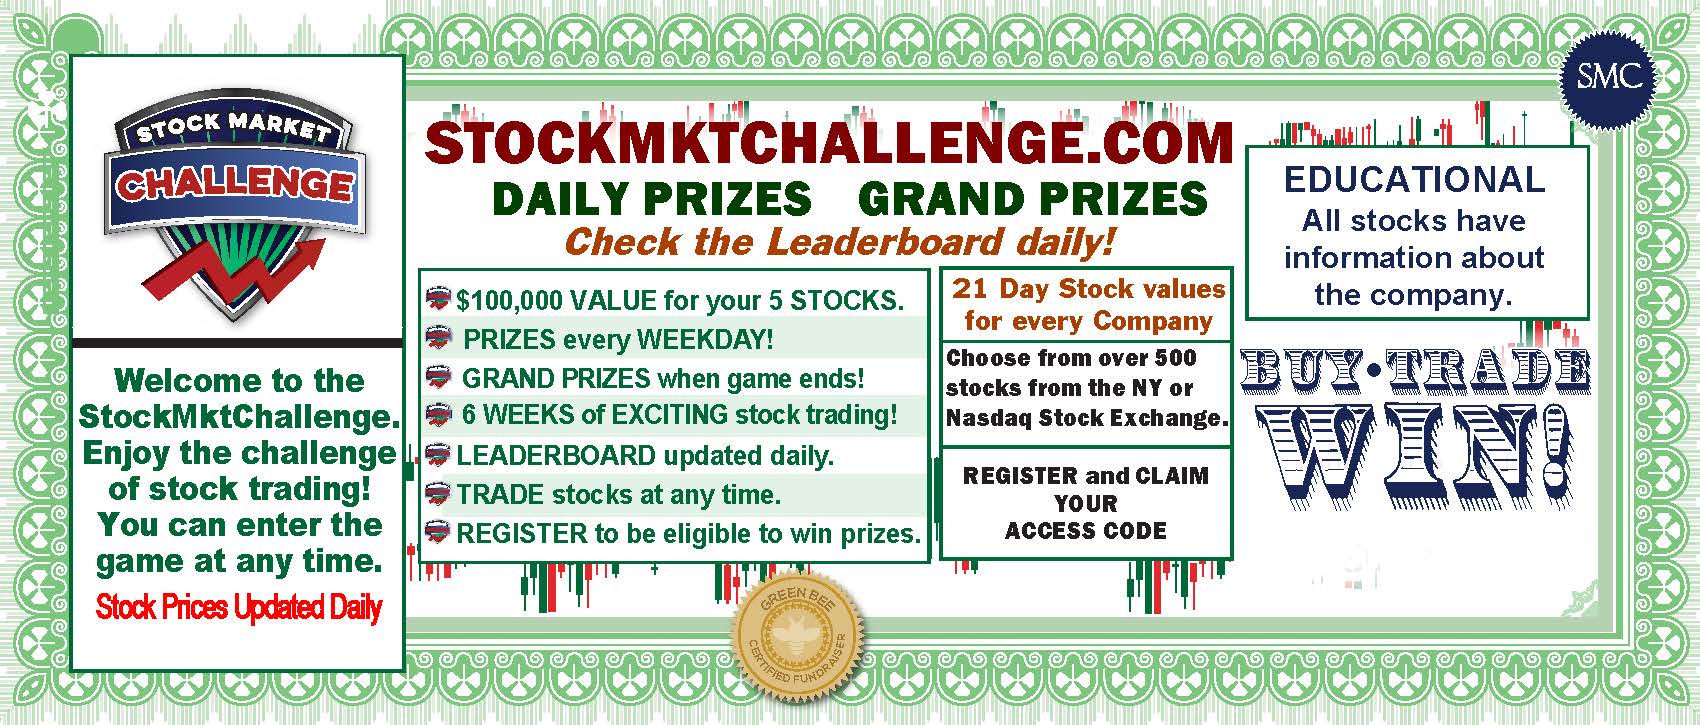 STOCK MARKET
CHALLENGE
Welcome to the
StockMktChallenge.
Enjoy the challenge
of stock trading!
You can enter the
game at any time.
Stock Prices Updated Daily
STOCKMKTCHALLENGE.COM
DAILY PRIZES GRAND PRIZES
Check the Leaderboard daily!
$100,000 VALUE for your 5 STOCKS.
PRIZES every WEEKDAY!
GRAND PRIZES when game ends!
6 WEEKS of EXCITING stock trading!
LEADERBOARD updated daily.
TRADE stocks at any time.
REGISTER to be eligible to win prizes.
21 Day Stock values
for every Company
Choose from over 500
stocks from the NY or
Nasdaq Stock Exchange.
REGISTER and CLAIM
YOUR
ACCESS CODE
SMC
EDUCATIONAL
All stocks have
information about
the company.
BUY•TRADE
WIN!
GREEN BEE
CERTIFIED FUNDRAISER